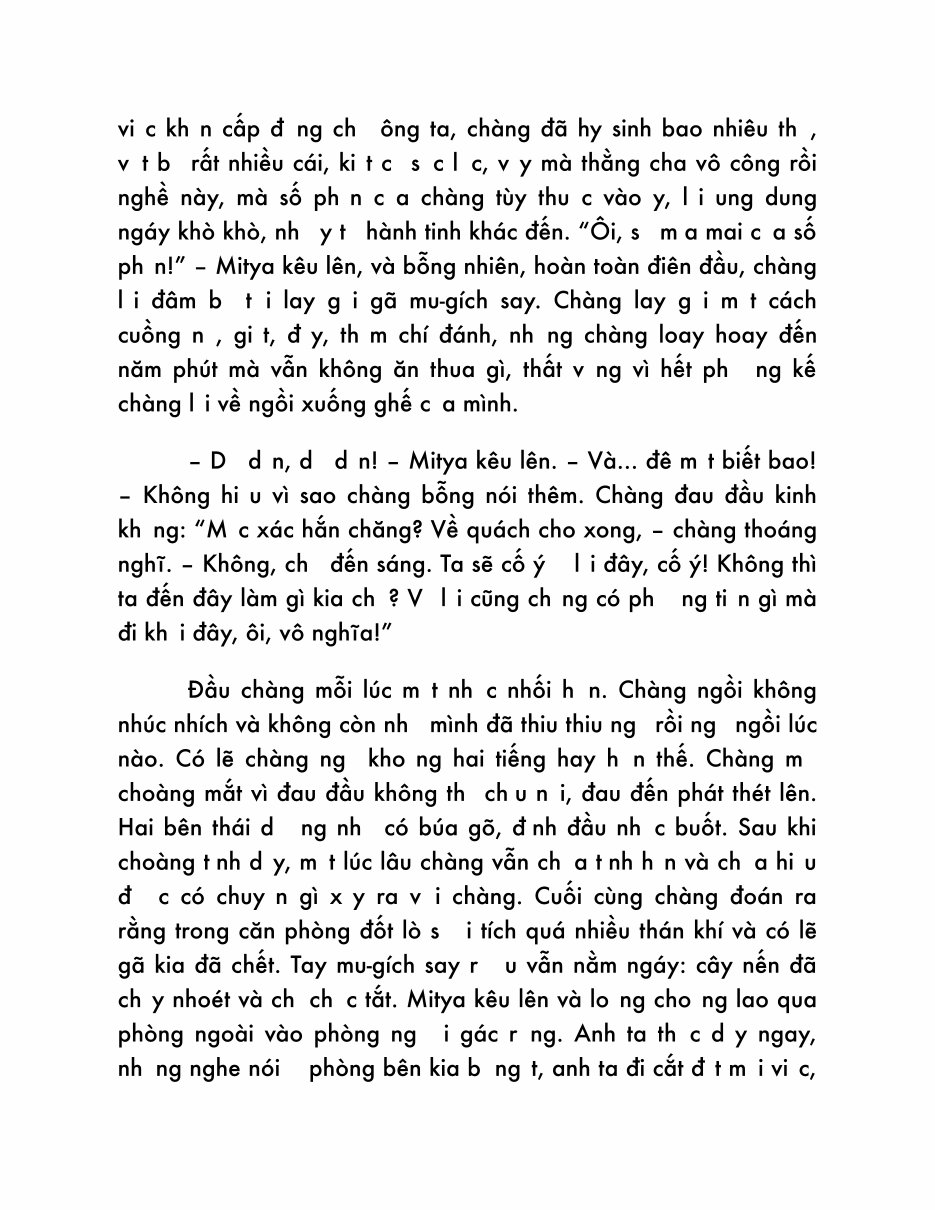 vi c kh n cấp đ ng ch  ông ta, chàng đã hy sinh bao nhiêu th ,
v t b  rất nhiều cái, ki t c  s c l c, v y mà thằng cha vô công rồi
nghề này, mà số ph n c a chàng tùy thu c vào y, l i ung dung
ngáy khò khò, nh  y t  hành tinh khác đến. “Ôi, s  m a mai c a số
ph n!” – Mitya kêu lên, và bỗng nhiên, hoàn toàn điên đầu, chàng
l i đâm b  t i lay g i gã mu-gích say. Chàng lay g i m t cách
cuồng n , gi t, đ y, th m chí đánh, nh ng chàng loay hoay đến
năm phút mà vẫn không ăn thua gì, thất v ng vì hết ph  ng kế
chàng l i về ngồi xuống ghế c a mình.
– D  d n, d  d n! – Mitya kêu lên. – Và... đê m t biết bao!
– Không hi u vì sao chàng bỗng nói thêm. Chàng đau đầu kinh
kh ng: “M c xác hắn chăng? Về quách cho xong, – chàng thoáng
nghĩ. – Không, ch  đến sáng. Ta sẽ cố ý  l i đây, cố ý! Không thì
ta đến đây làm gì kia ch ? V  l i cũng ch ng có ph  ng ti n gì mà
đi kh i đây, ôi, vô nghĩa!”
Đầu chàng mỗi lúc m t nh c nhối h n. Chàng ngồi không
nhúc nhích và không còn nh  mình đã thiu thiu ng  rồi ng  ngồi lúc
nào. Có lẽ chàng ng  kho ng hai tiếng hay h n thế. Chàng m
choàng mắt vì đau đầu không th  ch u n i, đau đến phát thét lên.
Hai bên thái d  ng nh  có búa gõ, đ nh đầu nh c buốt. Sau khi
choàng t nh d y, m t lúc lâu chàng vẫn ch a t nh h n và ch a hi u
đ  c có chuy n gì x y ra v i chàng. Cuối cùng chàng đoán ra
rằng trong căn phòng đốt lò s  i tích quá nhiều thán khí và có lẽ
gã kia đã chết. Tay mu-gích say r  u vẫn nằm ngáy: cây nến đã
ch y nhoét và ch  ch c tắt. Mitya kêu lên và lo ng cho ng lao qua
phòng ngoài vào phòng ng  i gác r ng. Anh ta th c d y ngay,
nh ng nghe nói  phòng bên kia b  ng t, anh ta đi cắt đ t m i vi c,